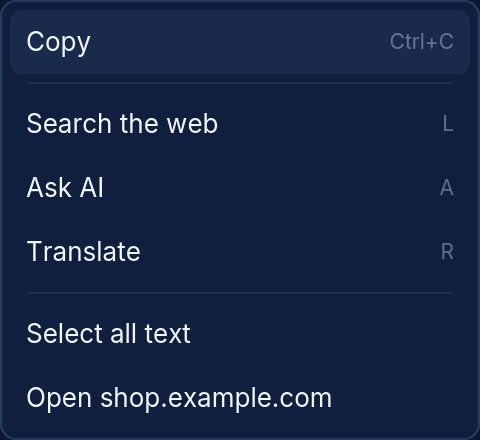 Copy Ctrl+C
Search the web L
Ask AI A
Translate R
Select all text
Open shop.example.com